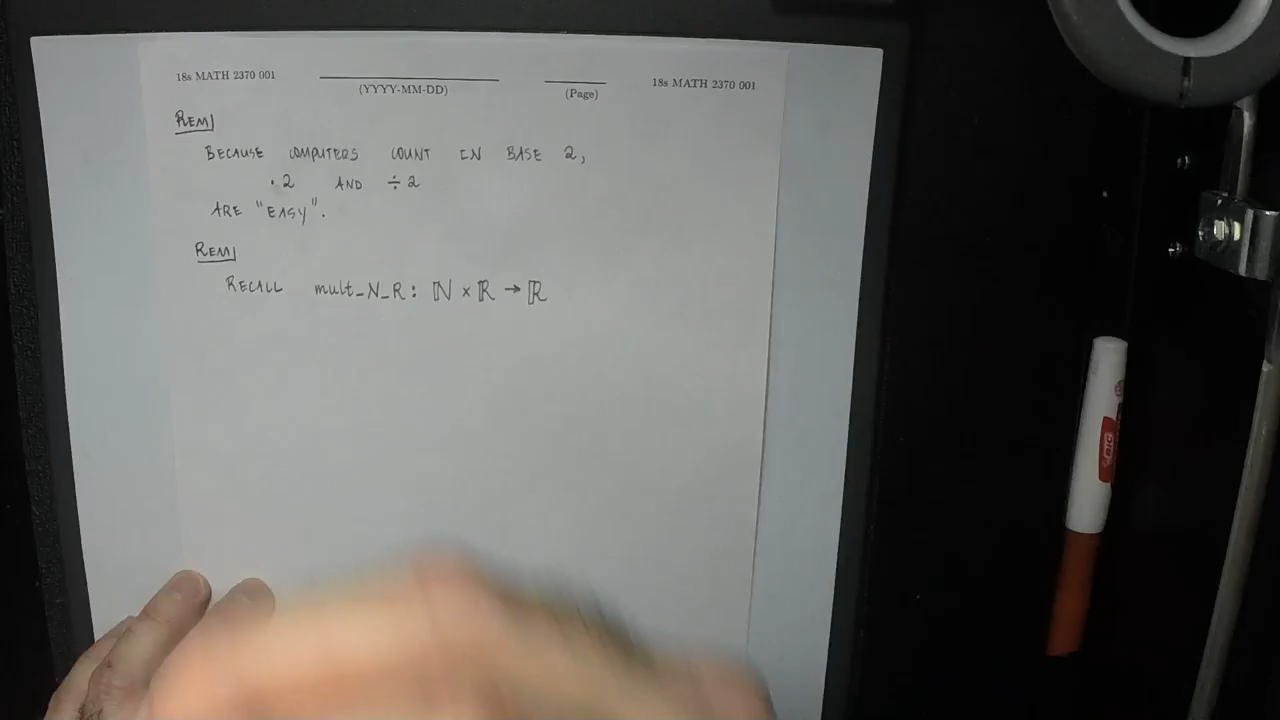 18s MATH 2370 001 (YYYY-MM-DD) (Page) 18s MATH 2370 001
REM
BECAUSE COMPUTERS COUNT IN BASE 2,
· 2 AND ÷ 2
ARE "EASY".
REM
RECALL mult_N_R: ℕ × ℝ → ℝ
BIC